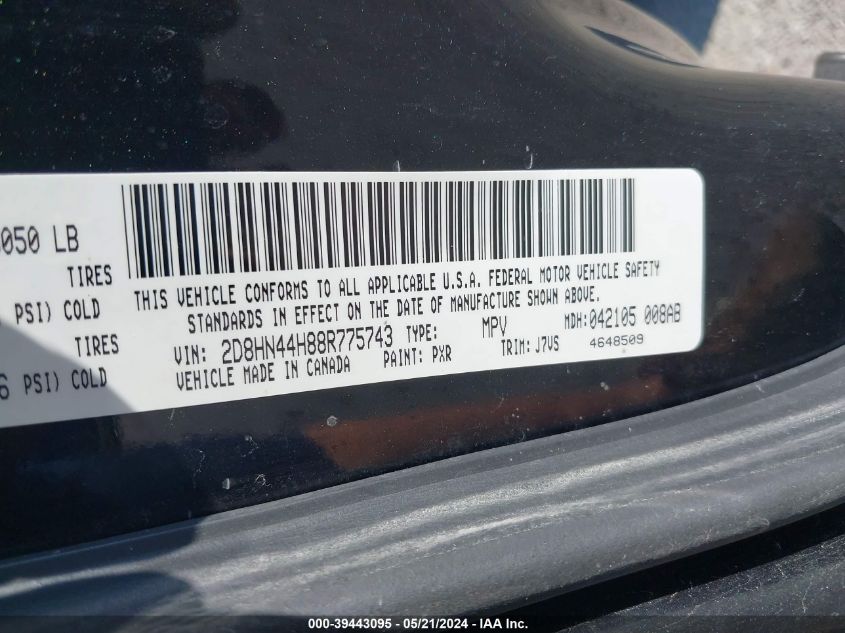 050 LB
TIRES
PSI) COLD
TIRES
6 PSI) COLD
THIS VEHICLE CONFORMS TO ALL APPLICABLE U.S.A. FEDERAL MOTOR VEHICLE SAFETY
STANDARDS IN EFFECT ON THE DATE OF MANUFACTURE SHOWN ABOVE.
VIN: 2D8HN44H88R775743 TYPE: MPV MDH: 042105 008AB
VEHICLE MADE IN CANADA PAINT: PXR TRIM: J7VS 4648509
000-39443095 - 05/21/2024 - IAA Inc.